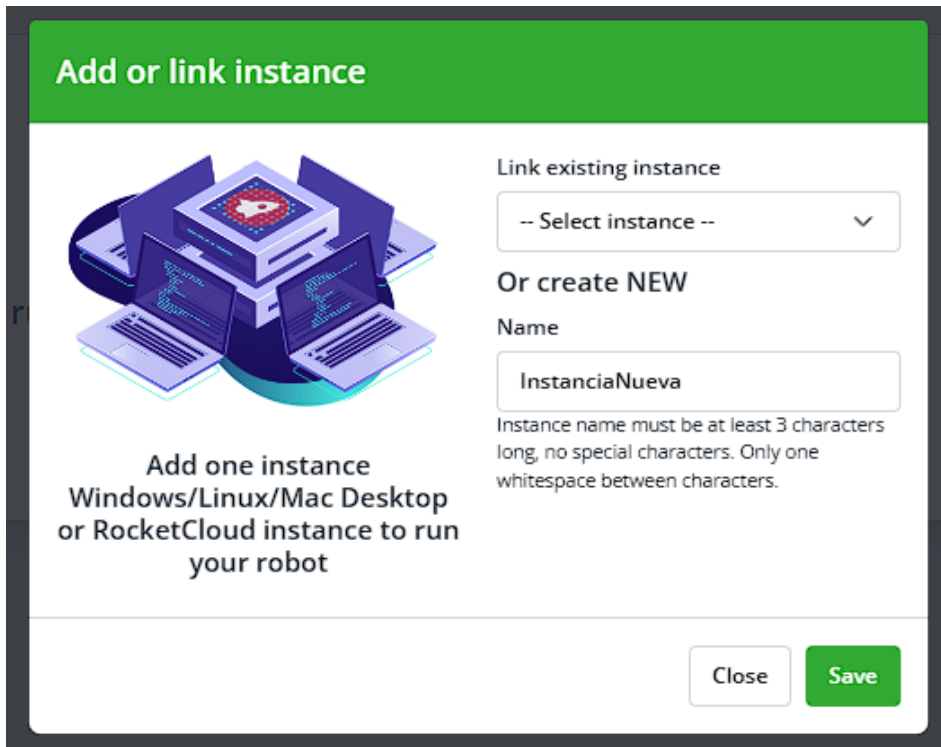 Add or link instance
Link existing instance
-- Select instance --
Or create NEW
Name
InstanciaNueva
Instance name must be at least 3 characters
long, no special characters. Only one
whitespace between characters.
Add one instance
Windows/Linux/Mac Desktop
or RocketCloud instance to run
your robot
Close
Save